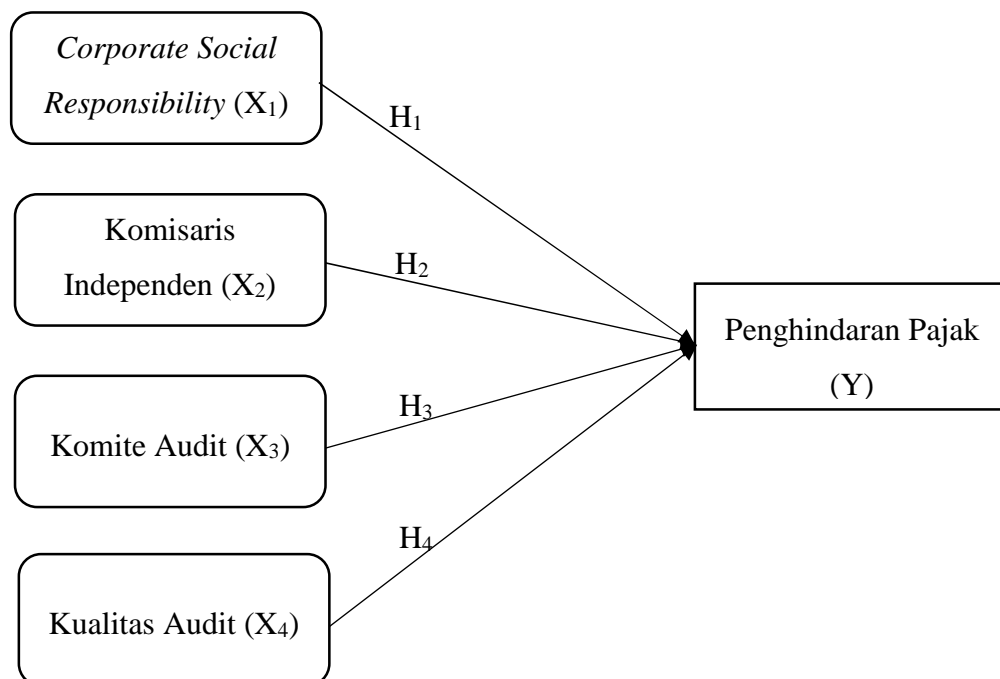 Corporate Social
Responsibility (X₁)
H₁
Komisaris
Independen (X₂)
H₂
Penghindaran Pajak
(Y)
H₃
Komite Audit (X₃)
H₄
Kualitas Audit (X₄)